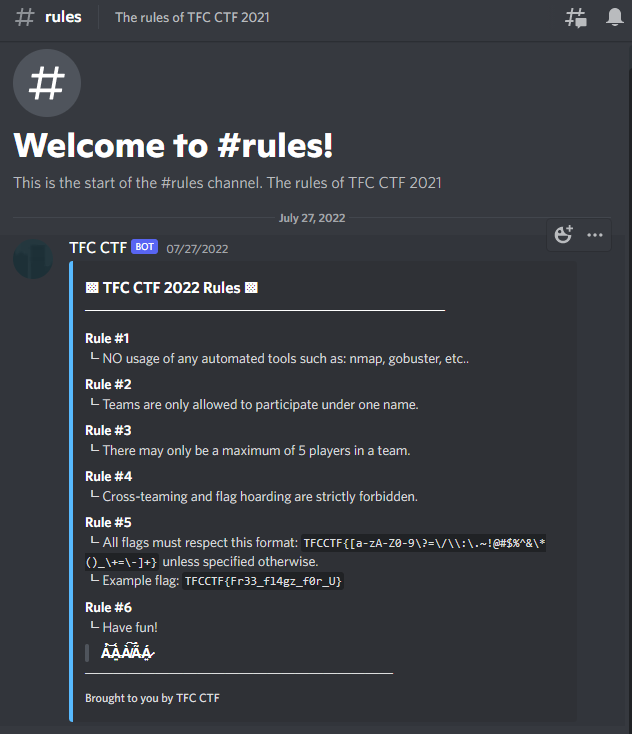 # rules The rules of TFC CTF 2021
Welcome to #rules!
This is the start of the #rules channel. The rules of TFC CTF 2021
July 27, 2022
TFC CTF BOT 07/27/2022
TFC CTF 2022 Rules
Rule #1
└ NO usage of any automated tools such as: nmap, gobuster, etc..
Rule #2
└ Teams are only allowed to participate under one name.
Rule #3
└ There may only be a maximum of 5 players in a team.
Rule #4
└ Cross-teaming and flag hoarding are strictly forbidden.
Rule #5
└ All flags must respect this format: TFCCTF{[a-zA-Z0-9\?=\/\\:\.~!@#$%^&\*
()_\+=\-]+} unless specified otherwise.
└ Example flag: TFCCTF{Fr33_fl4gz_f0r_U}
Rule #6
└ Have fun!
Brought to you by TFC CTF